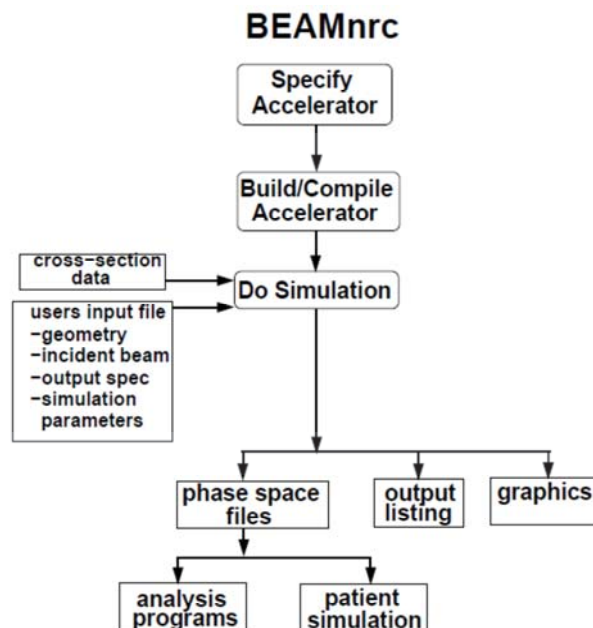 BEAMnrc
Specify
Accelerator
Build/Compile
Accelerator
cross-section
data
Do Simulation
users input file
-geometry
-incident beam
-output spec
-simulation
parameters
phase space
files
output
listing
graphics
analysis
programs
patient
simulation